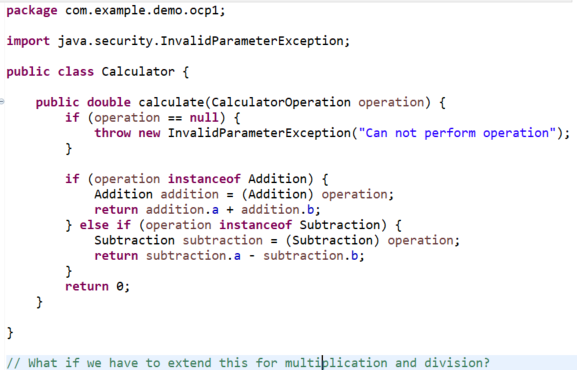 package com.example.demo.ocp1;
import java.security.InvalidParameterException;
public class Calculator {
public double calculate(CalculatorOperation operation) {
if (operation == null) {
throw new InvalidParameterException("Can not perform operation");
}
if (operation instanceof Addition) {
Addition addition = (Addition) operation;
return addition.a + addition.b;
} else if (operation instanceof Subtraction) {
Subtraction subtraction = (Subtraction) operation;
return subtraction.a - subtraction.b;
}
return 0;
}
}
// What if we have to extend this for multiplication and division?